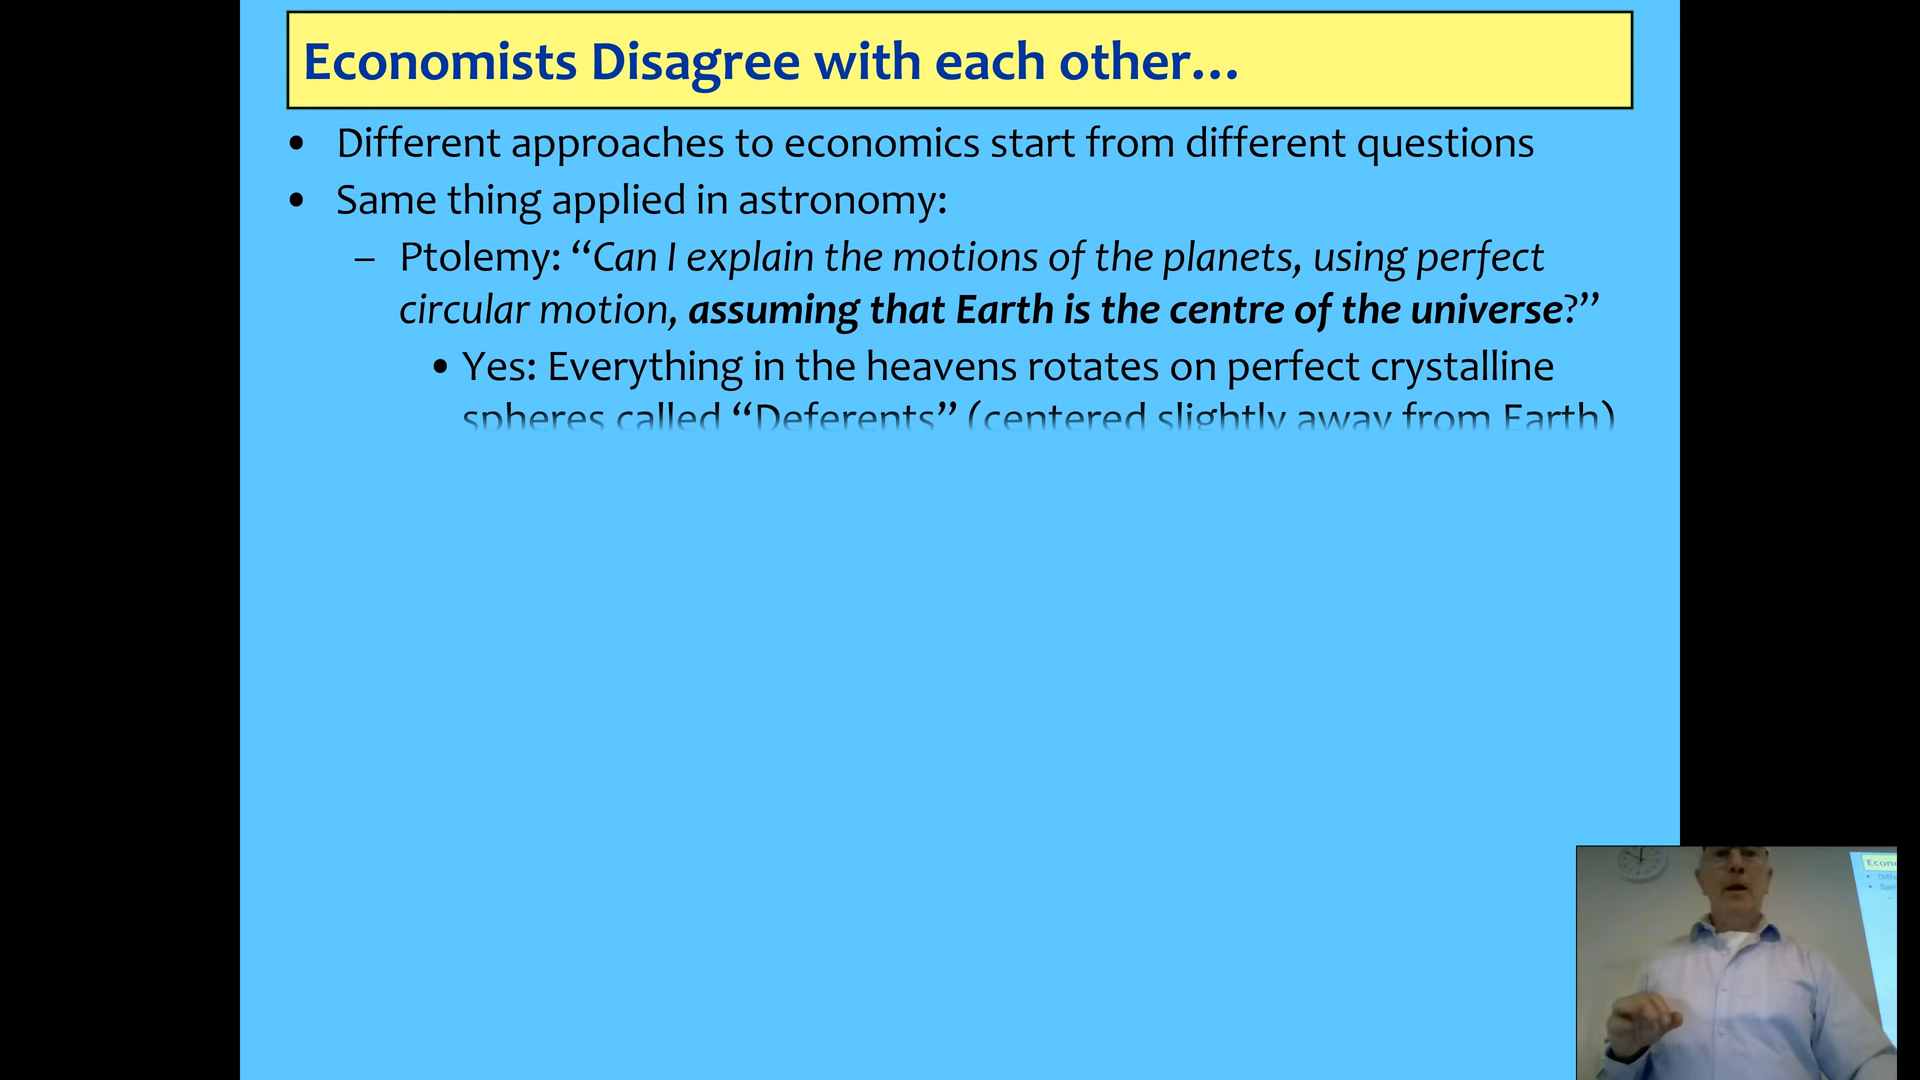 Economists Disagree with each other...
• Different approaches to economics start from different questions
• Same thing applied in astronomy:
– Ptolemy: “Can I explain the motions of the planets, using perfect
circular motion, assuming that Earth is the centre of the universe?”
• Yes: Everything in the heavens rotates on perfect crystalline
spheres called “Deferents” (centered slightly away from Earth)
Econ